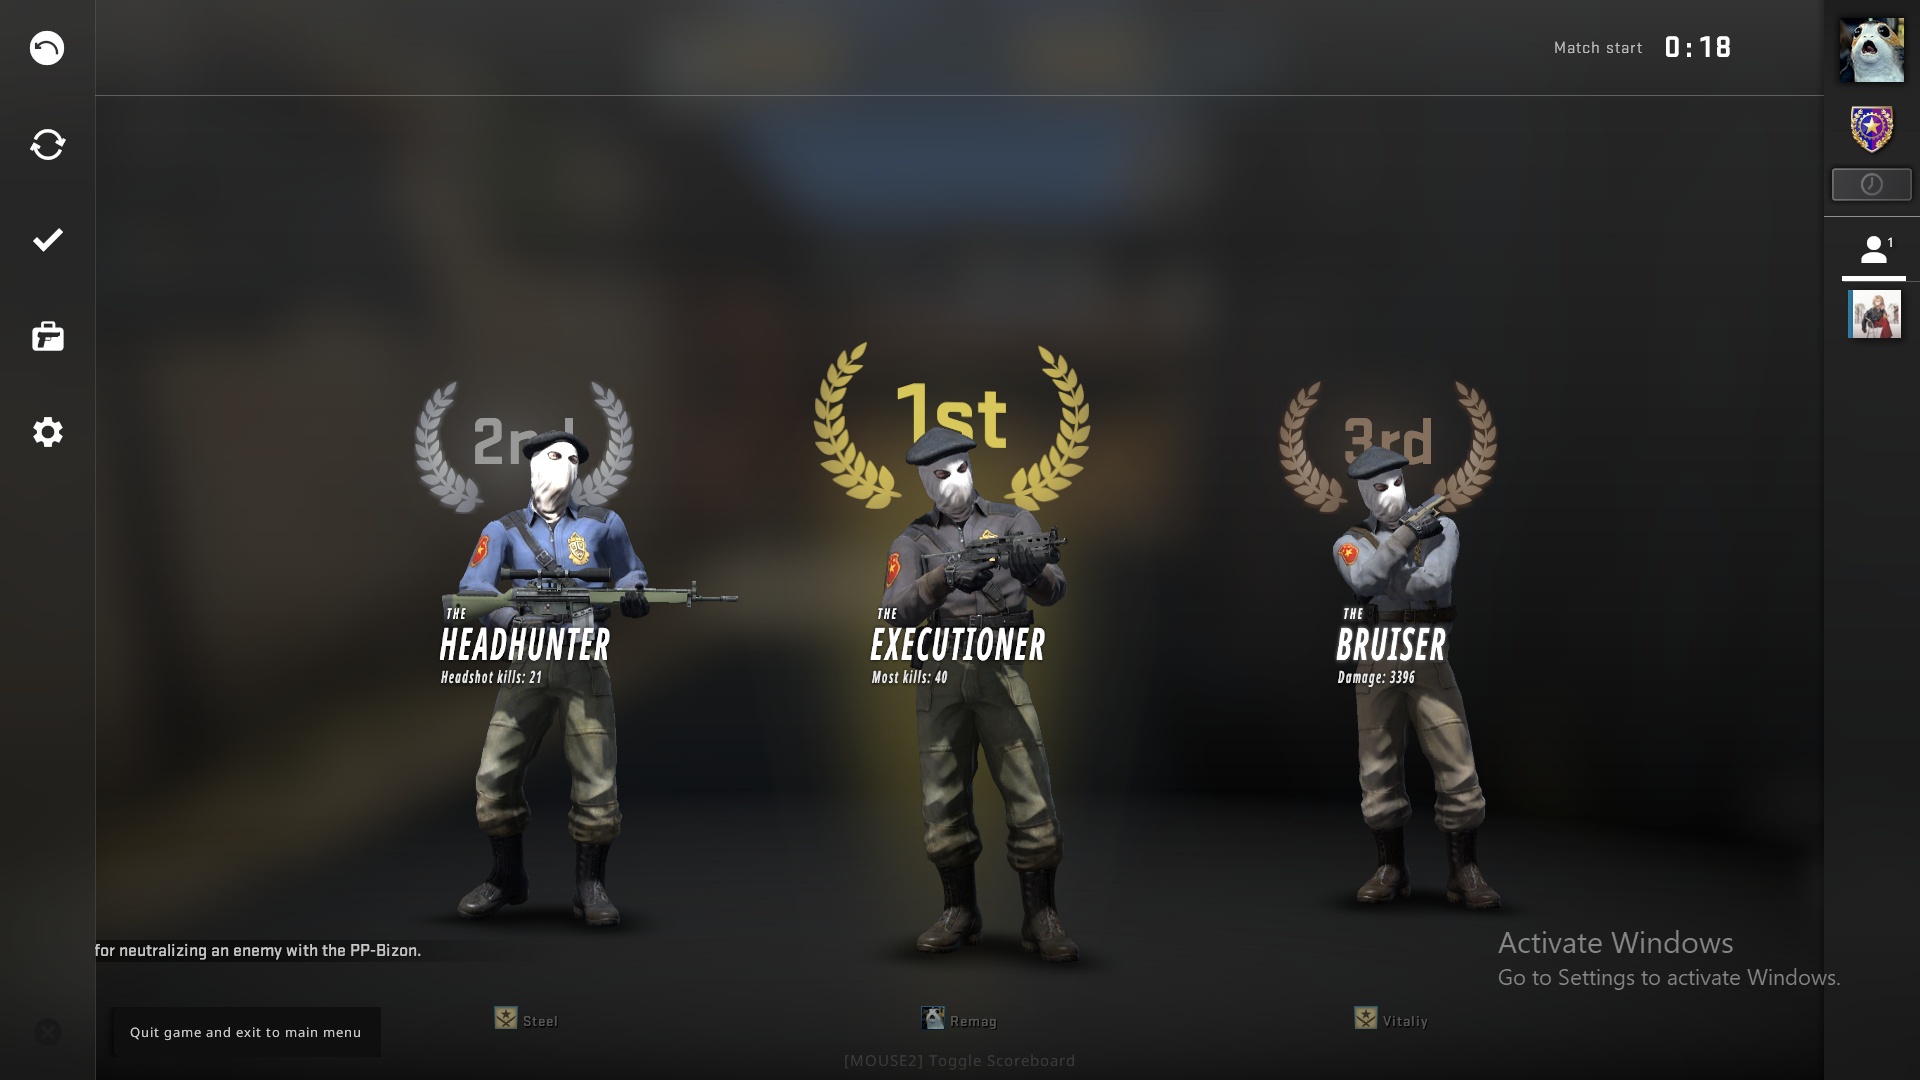 Match start 0:18
1
2nd
1st
3rd
THE
HEADHUNTER
Headshot kills: 21
THE
EXECUTIONER
Most kills: 40
THE
BRUISER
Damage: 3396
for neutralizing an enemy with the PP-Bizon.
Activate Windows
Go to Settings to activate Windows.
Quit game and exit to main menu
Steel
Remag
Vitaliy
[MOUSE2] Toggle Scoreboard